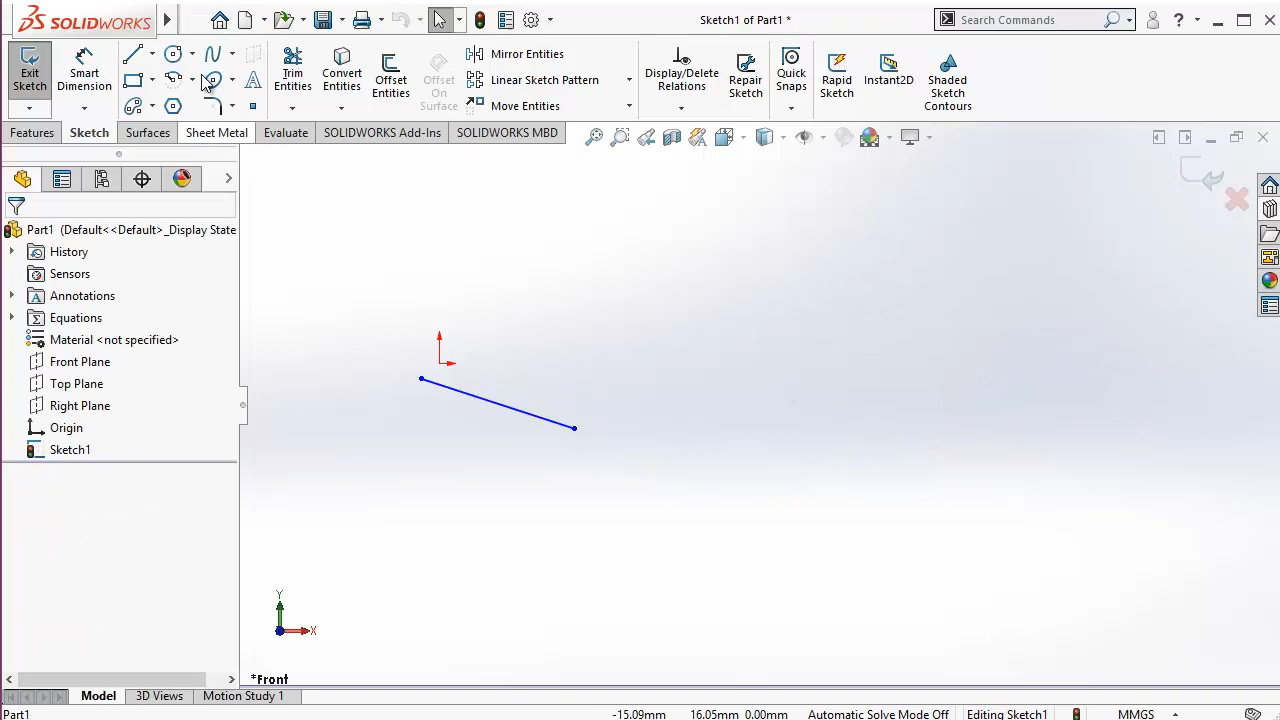 SOLIDWORKS
Sketch1 of Part1 *
Search Commands
?
Exit Sketch
Smart Dimension
Trim Entities
Convert Entities
Offset Entities
Offset On Surface
Mirror Entities
Linear Sketch Pattern
Move Entities
Display/Delete Relations
Repair Sketch
Quick Snaps
Rapid Sketch
Instant2D
Shaded Sketch Contours
Features
Sketch
Surfaces
Sheet Metal
Evaluate
SOLIDWORKS Add-Ins
SOLIDWORKS MBD
Part1 (Default<<Default>_Display State
History
Sensors
Annotations
Equations
Material <not specified>
Front Plane
Top Plane
Right Plane
Origin
Sketch1
Y
X
*Front
Model
3D Views
Motion Study 1
Part1
-15.09mm
16.05mm 0.00mm
Automatic Solve Mode Off
Editing Sketch1
MMGS